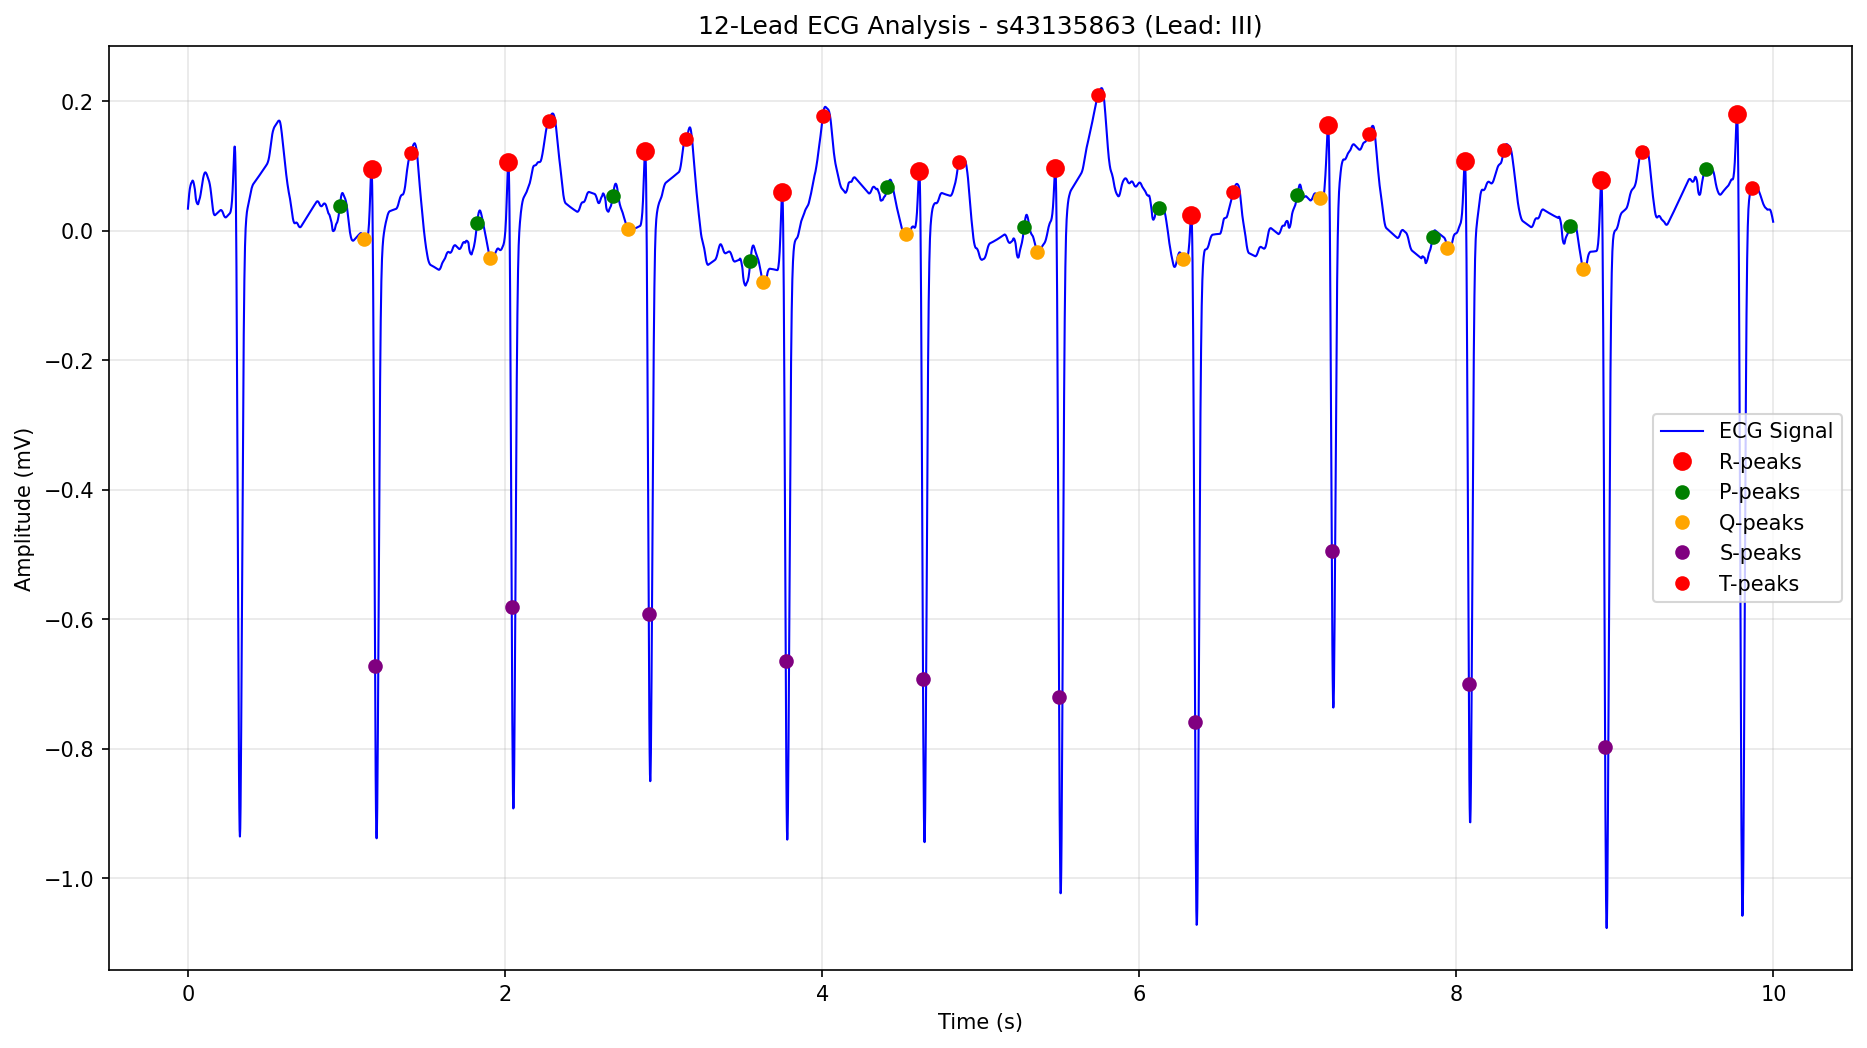 12-Lead ECG Analysis - s43135863 (Lead: III)
Amplitude (mV)
0.2
0.0
−0.2
−0.4
−0.6
−0.8
−1.0
ECG Signal
R-peaks
P-peaks
Q-peaks
S-peaks
T-peaks
0 2 4 6 8 10
Time (s)